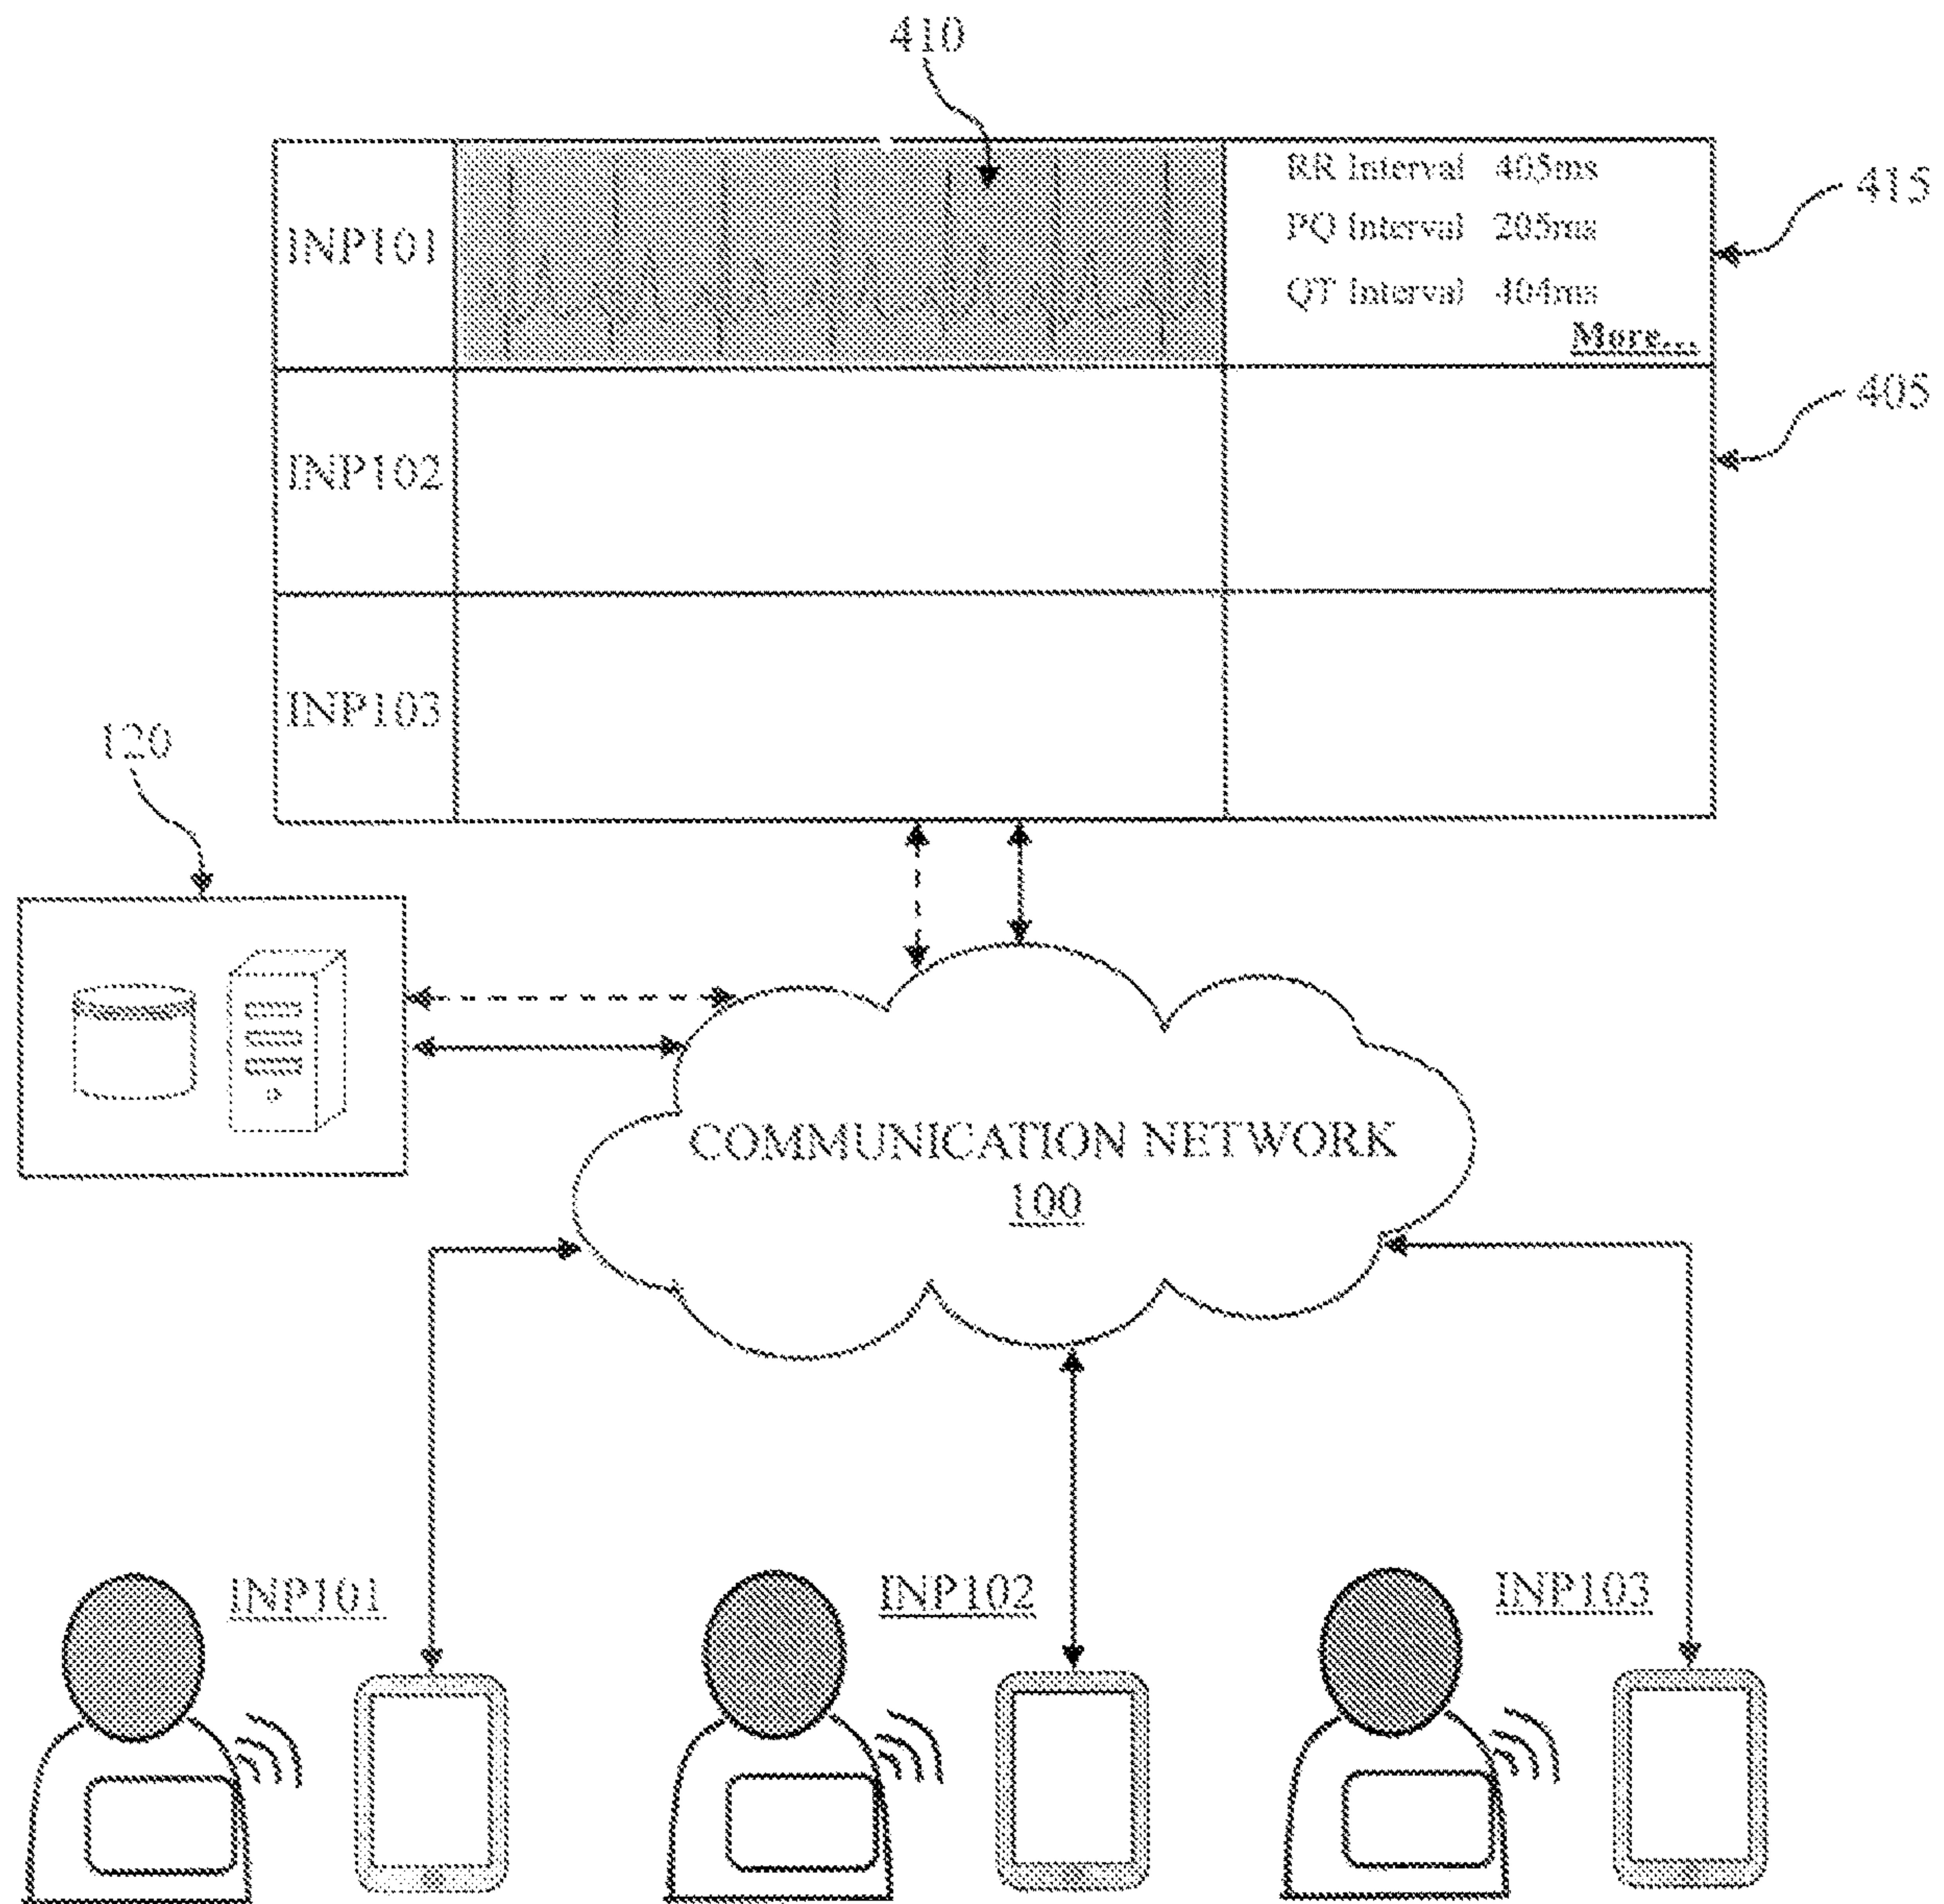 410
INP101
RR Interval 405ms
PQ Interval 205ms
QT Interval 404ms
More...
415
405
INP102
INP103
120
COMMUNICATION NETWORK
100
INP101
INP102
INP103